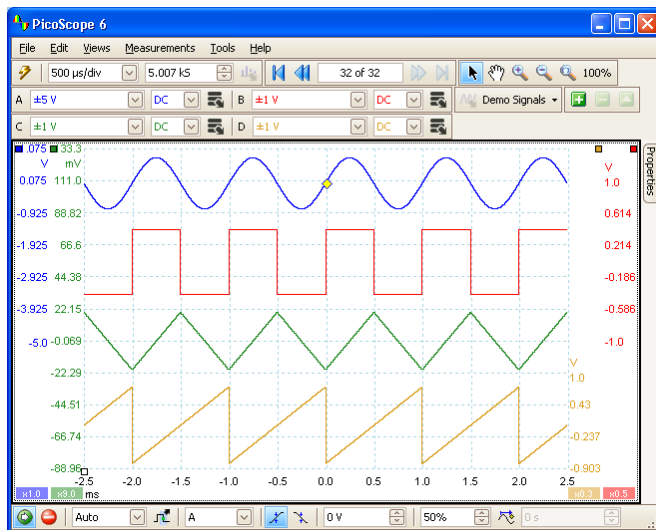 PicoScope 6
File Edit Views Measurements Tools Help
500 µs/div 5.007 kS 32 of 32 100%
A ±5 V DC B ±1 V DC Demo Signals
C ±1 V DC D ±1 V DC
Properties
.075 33.3
V mV V
0.075 111.0 1.0
-0.925 88.82 0.614
-1.925 66.6 0.214
-2.925 44.38 -0.186
-3.925 22.15 -0.586
-5.0 -0.069 -1.0
-22.29 V
1.0
-44.51 0.43
-66.74 -0.237
-88.96 -0.903
-2.5 -2.0 -1.5 -1.0 -0.5 0.0 0.5 1.0 1.5 2.0 2.5
x1.0 x9.0 ms x0.3 x0.5
Auto A 0 V 50% 0 s